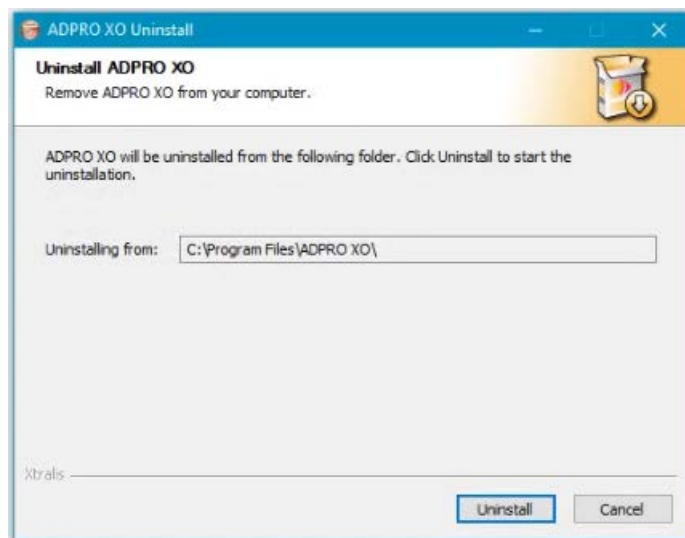 ADPRO XO Uninstall
Uninstall ADPRO XO
Remove ADPRO XO from your computer.
ADPRO XO will be uninstalled from the following folder. Click Uninstall to start the
uninstallation.
Uninstalling from: C:\Program Files\ADPRO XO\
Xtralis
Uninstall Cancel